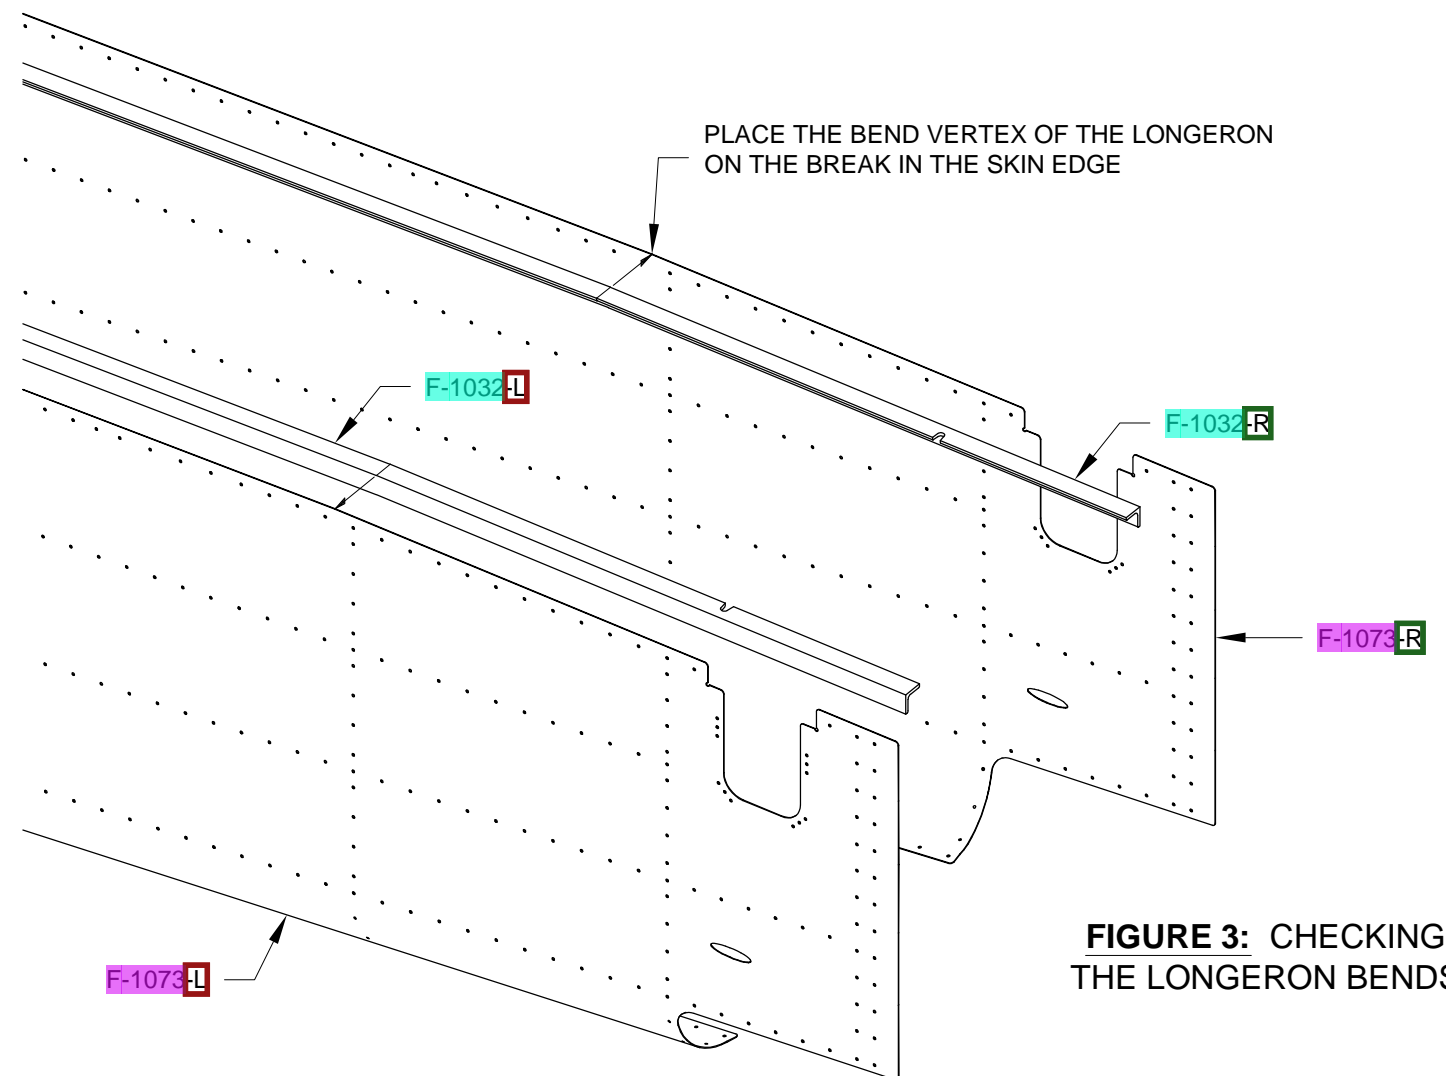 PLACE THE BEND VERTEX OF THE LONGERON
ON THE BREAK IN THE SKIN EDGE
F-1032-L
F-1032-R
F-1073-R
F-1073-L
FIGURE 3: CHECKING
THE LONGERON BENDS